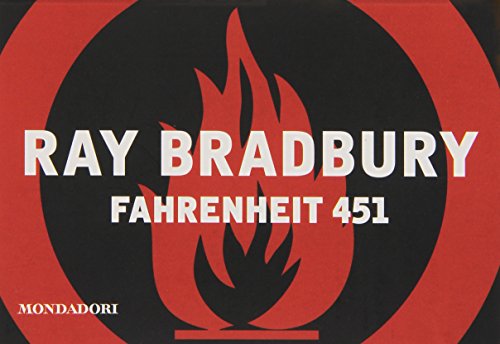 RAY BRADBURY
FAHRENHEIT 451
MONDADORI